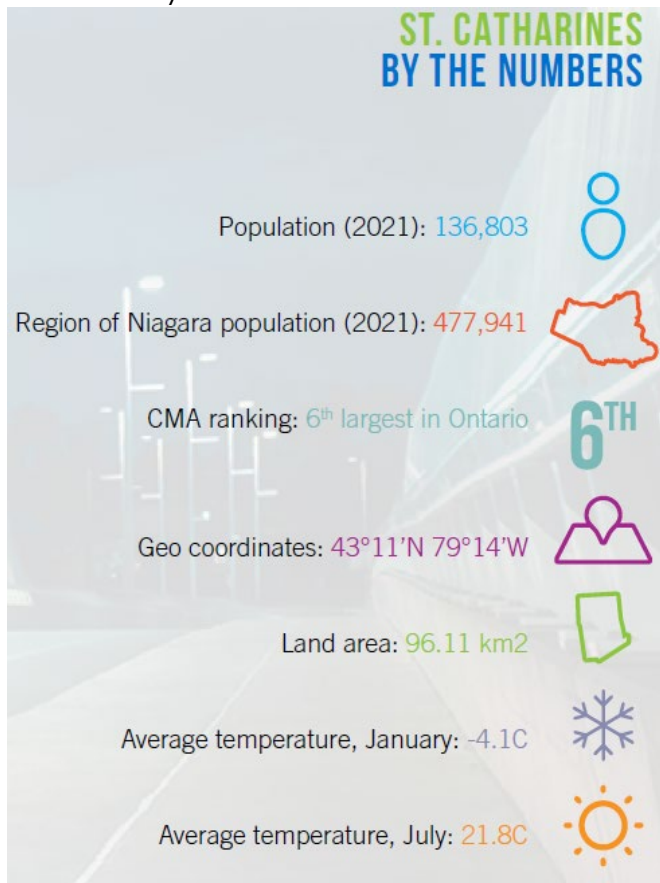 ST. CATHARINES
BY THE NUMBERS
Population (2021): 136,803
Region of Niagara population (2021): 477,941
CMA ranking: 6th largest in Ontario
6TH
Geo coordinates: 43°11'N 79°14'W
Land area: 96.11 km2
Average temperature, January: -4.1C
Average temperature, July: 21.8C